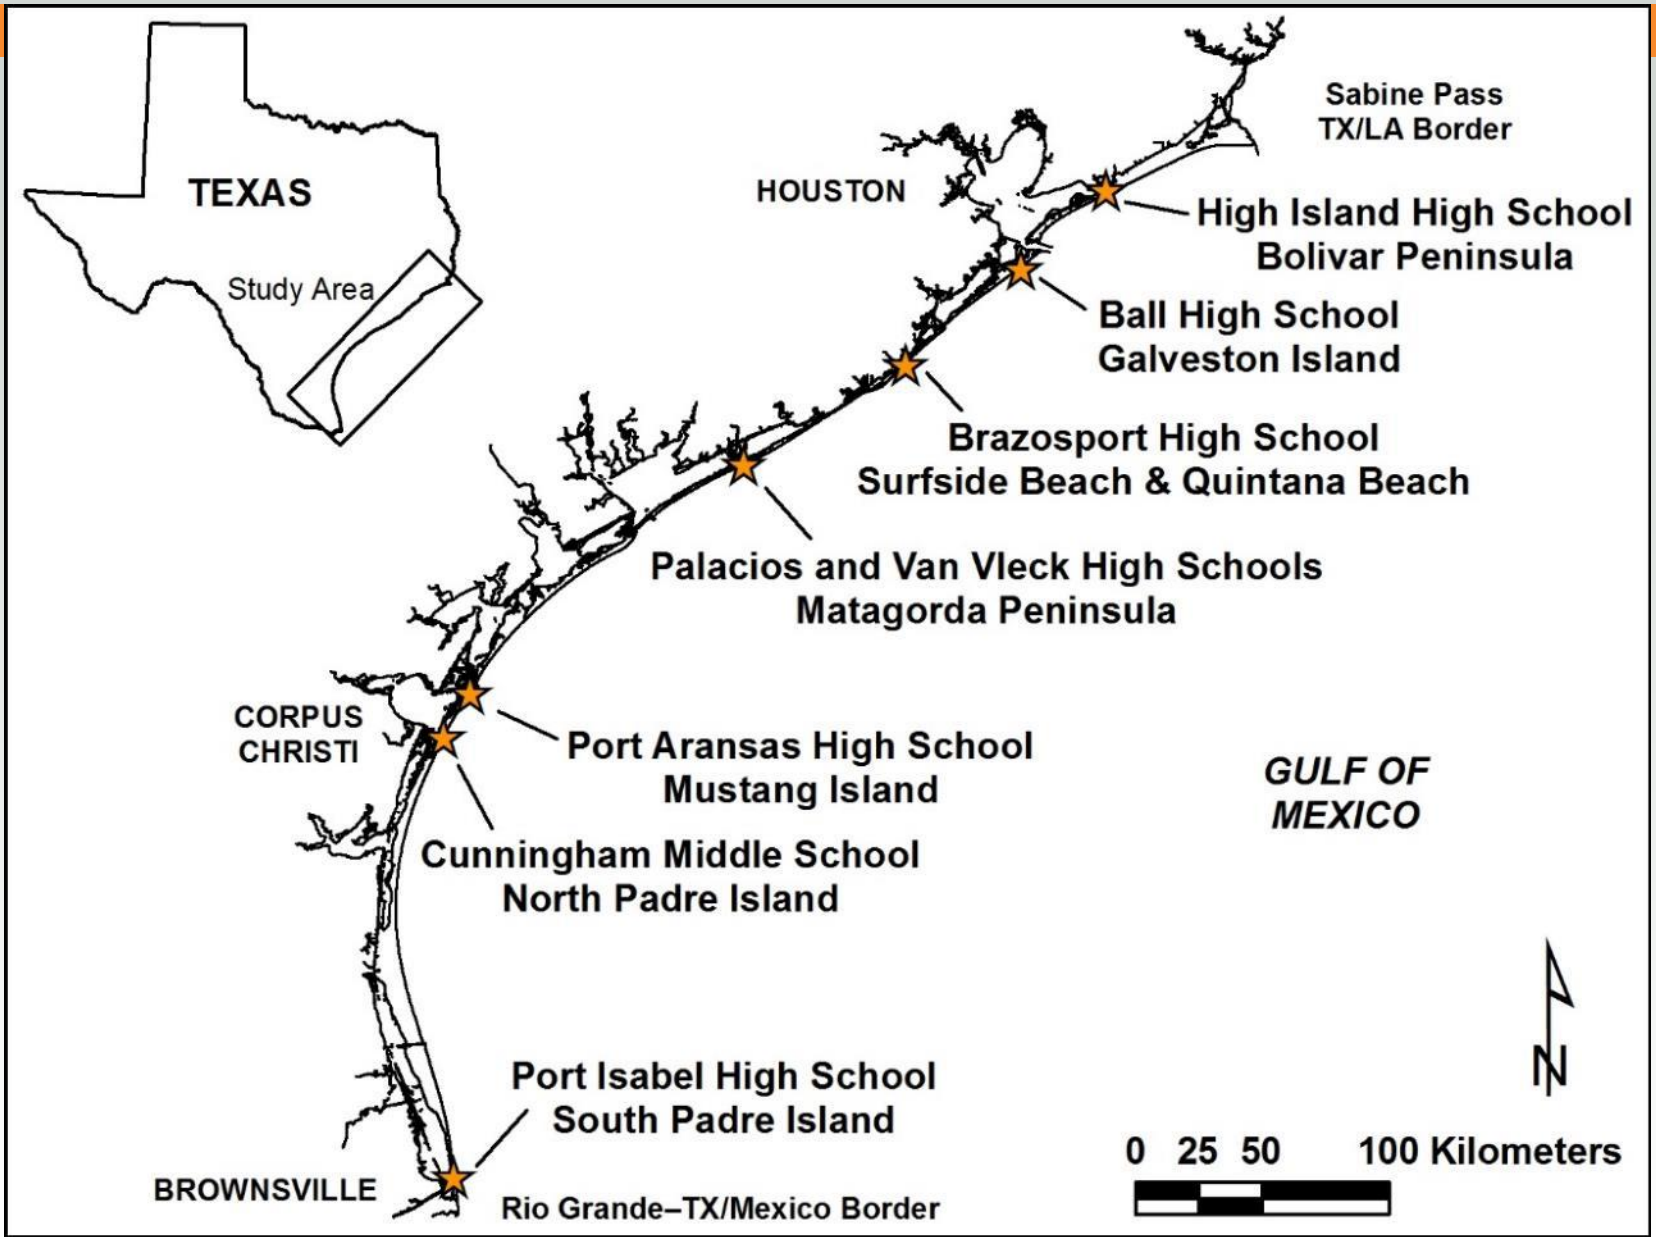 TEXAS
Study Area
Sabine Pass
TX/LA Border
HOUSTON
High Island High School
Bolivar Peninsula
Ball High School
Galveston Island
Brazosport High School
Surfside Beach & Quintana Beach
Palacios and Van Vleck High Schools
Matagorda Peninsula
CORPUS
CHRISTI
Port Aransas High School
Mustang Island
GULF OF
MEXICO
Cunningham Middle School
North Padre Island
Port Isabel High School
South Padre Island
N
0 25 50 100 Kilometers
BROWNSVILLE
Rio Grande–TX/Mexico Border